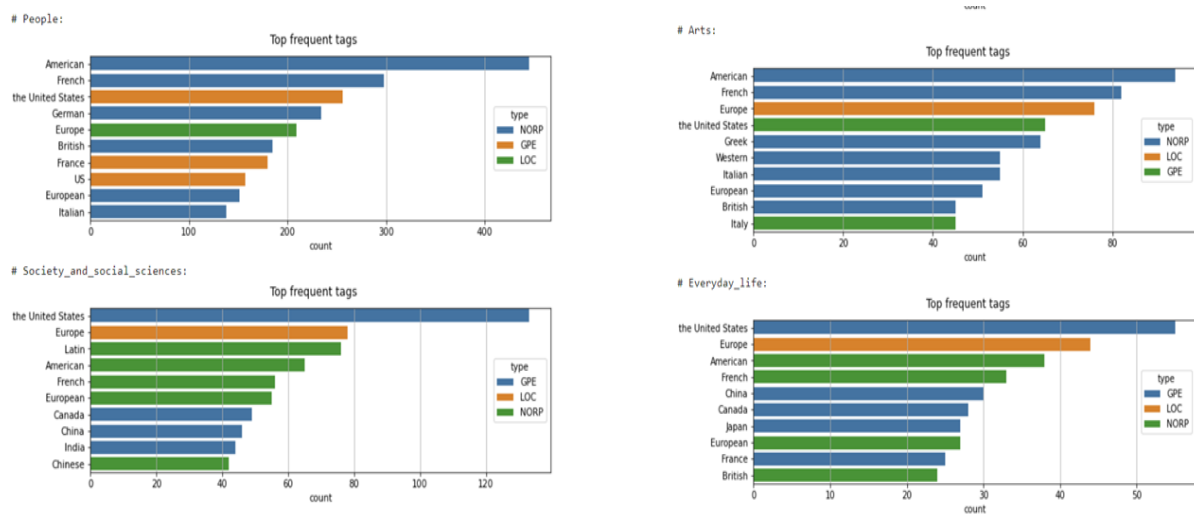 # People:
Top frequent tags
American
French
the United States
German
Europe
British
France
US
European
Italian
type
NORP
GPE
LOC
0 100 200 300 400
count
# Society_and_social_sciences:
Top frequent tags
the United States
Europe
Latin
American
French
European
Canada
China
India
Chinese
type
GPE
LOC
NORP
0 20 40 60 80 100 120
count
# Arts:
Top frequent tags
American
French
Europe
the United States
Greek
Western
Italian
European
British
Italy
type
NORP
LOC
GPE
0 20 40 60 80
count
# Everyday_life:
Top frequent tags
the United States
Europe
American
French
China
Canada
Japan
European
France
British
type
GPE
LOC
NORP
0 10 20 30 40 50
count